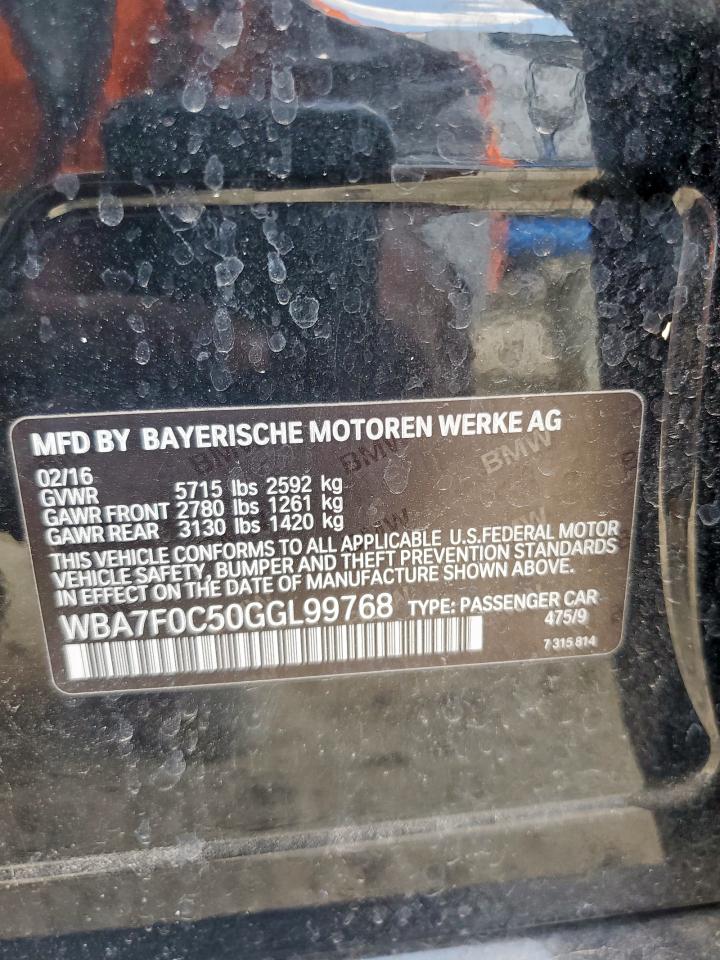 MFD BY BAYERISCHE MOTOREN WERKE AG
02/16
GVWR 5715 lbs 2592 kg
GAWR FRONT 2780 lbs 1261 kg
GAWR REAR 3130 lbs 1420 kg
THIS VEHICLE CONFORMS TO ALL APPLICABLE U.S.FEDERAL MOTOR
VEHICLE SAFETY, BUMPER AND THEFT PREVENTION STANDARDS
IN EFFECT ON THE DATE OF MANUFACTURE SHOWN ABOVE.
WBA7F0C50GGL99768 TYPE: PASSENGER CAR
475/9
7 315 814
BMW BMW BMW